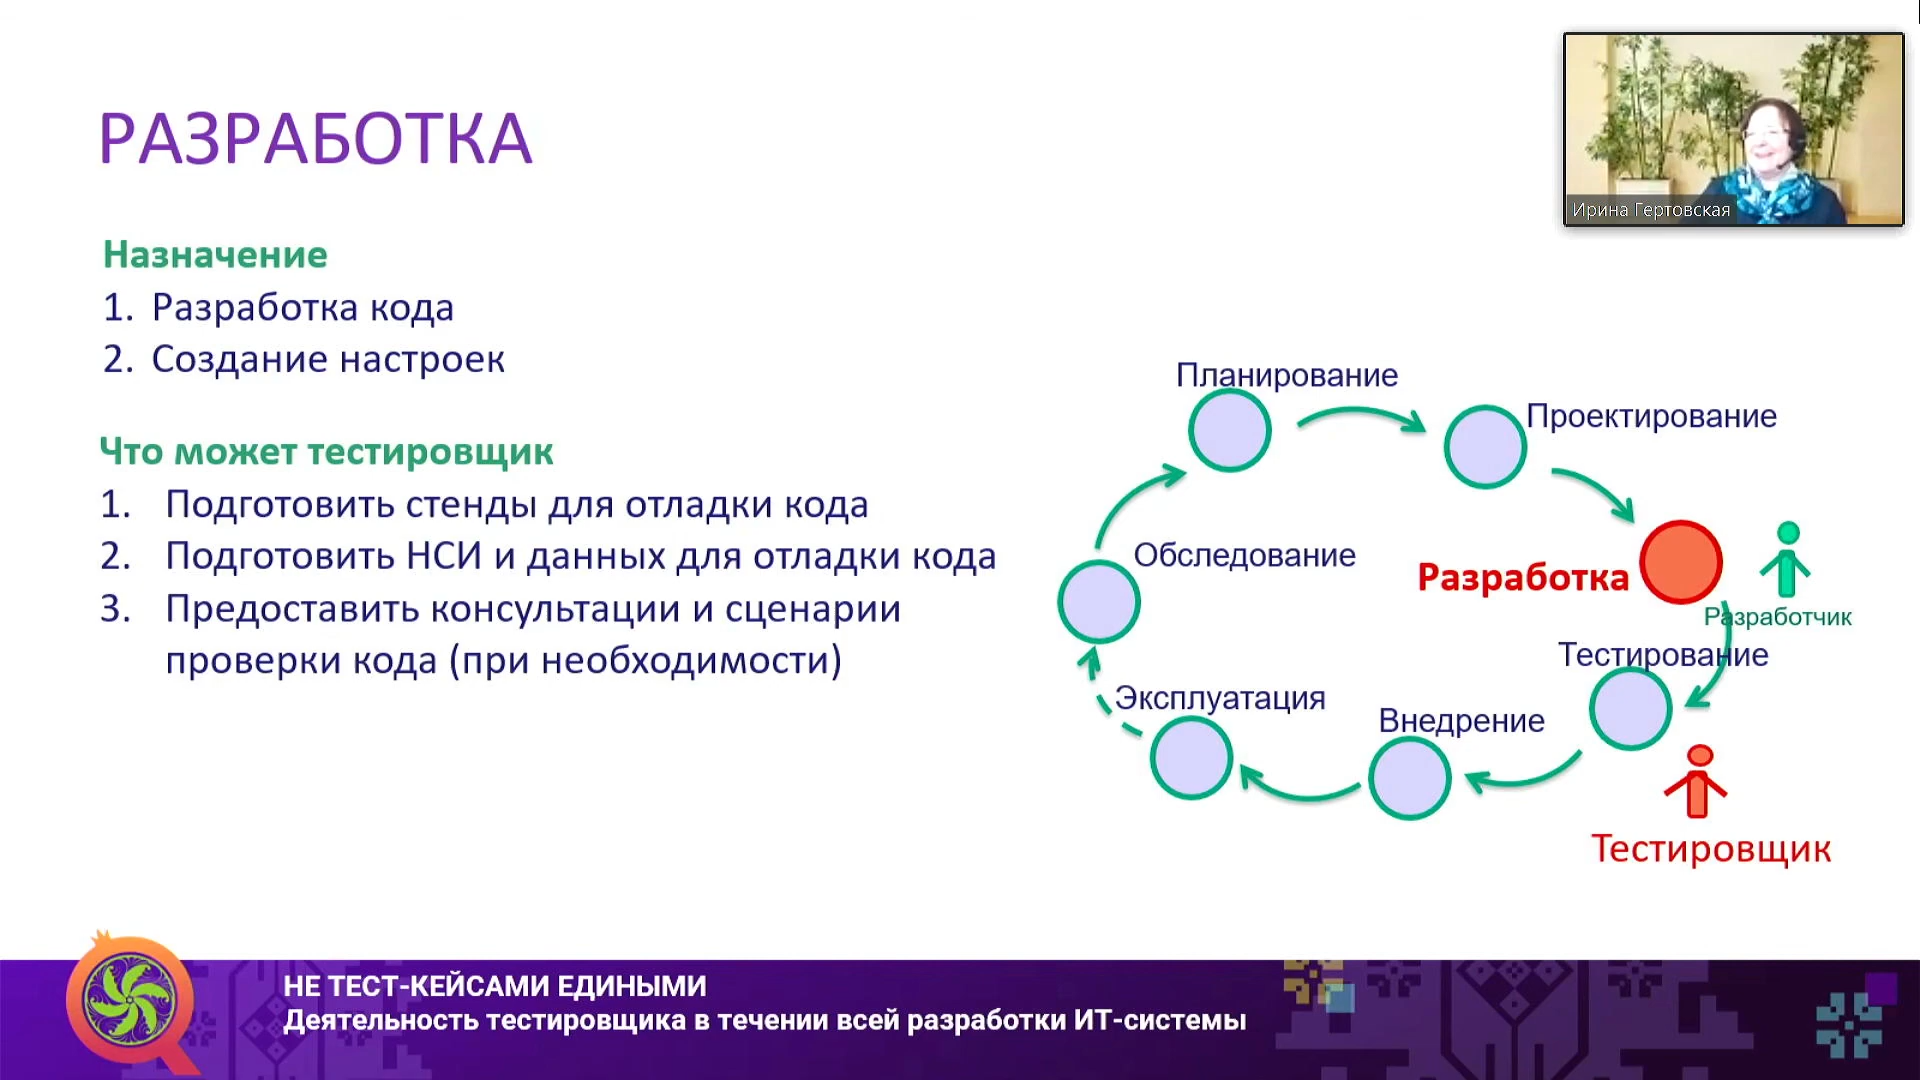 РАЗРАБОТКА
Ирина Гертовская
Назначение
1. Разработка кода
2. Создание настроек
Что может тестировщик
1. Подготовить стенды для отладки кода
2. Подготовить НСИ и данных для отладки кода
3. Предоставить консультации и сценарии
проверки кода (при необходимости)
Планирование
Проектирование
Обследование
Разработка
Разработчик
Тестирование
Эксплуатация
Внедрение
Тестировщик
НЕ ТЕСТ-КЕЙСАМИ ЕДИНЫМИ
Деятельность тестировщика в течении всей разработки ИТ-системы